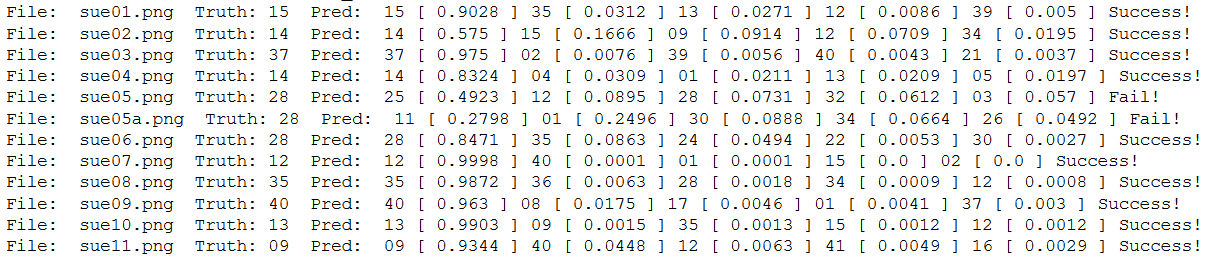 File:  sue01.png  Truth: 15  Pred:  15 [ 0.9028 ] 35 [ 0.0312 ] 13 [ 0.0271 ] 12 [ 0.0086 ] 39 [ 0.005 ] Success!
File:  sue02.png  Truth: 14  Pred:  14 [ 0.575 ] 15 [ 0.1666 ] 09 [ 0.0914 ] 12 [ 0.0709 ] 34 [ 0.0195 ] Success!
File:  sue03.png  Truth: 37  Pred:  37 [ 0.975 ] 02 [ 0.0076 ] 39 [ 0.0056 ] 40 [ 0.0043 ] 21 [ 0.0037 ] Success!
File:  sue04.png  Truth: 14  Pred:  14 [ 0.8324 ] 04 [ 0.0309 ] 01 [ 0.0211 ] 13 [ 0.0209 ] 05 [ 0.0197 ] Success!
File:  sue05.png  Truth: 28  Pred:  25 [ 0.4923 ] 12 [ 0.0895 ] 28 [ 0.0731 ] 32 [ 0.0612 ] 03 [ 0.057 ] Fail!
File:  sue05a.png  Truth: 28  Pred:  11 [ 0.2798 ] 01 [ 0.2496 ] 30 [ 0.0888 ] 34 [ 0.0664 ] 26 [ 0.0492 ] Fail!
File:  sue06.png  Truth: 28  Pred:  28 [ 0.8471 ] 35 [ 0.0863 ] 24 [ 0.0494 ] 22 [ 0.0053 ] 30 [ 0.0027 ] Success!
File:  sue07.png  Truth: 12  Pred:  12 [ 0.9998 ] 40 [ 0.0001 ] 01 [ 0.0001 ] 15 [ 0.0 ] 02 [ 0.0 ] Success!
File:  sue08.png  Truth: 35  Pred:  35 [ 0.9872 ] 36 [ 0.0063 ] 28 [ 0.0018 ] 34 [ 0.0009 ] 12 [ 0.0008 ] Success!
File:  sue09.png  Truth: 40  Pred:  40 [ 0.963 ] 08 [ 0.0175 ] 17 [ 0.0046 ] 01 [ 0.0041 ] 37 [ 0.003 ] Success!
File:  sue10.png  Truth: 13  Pred:  13 [ 0.9903 ] 09 [ 0.0015 ] 35 [ 0.0013 ] 15 [ 0.0012 ] 12 [ 0.0012 ] Success!
File:  sue11.png  Truth: 09  Pred:  09 [ 0.9344 ] 40 [ 0.0448 ] 12 [ 0.0063 ] 41 [ 0.0049 ] 16 [ 0.0029 ] Success!